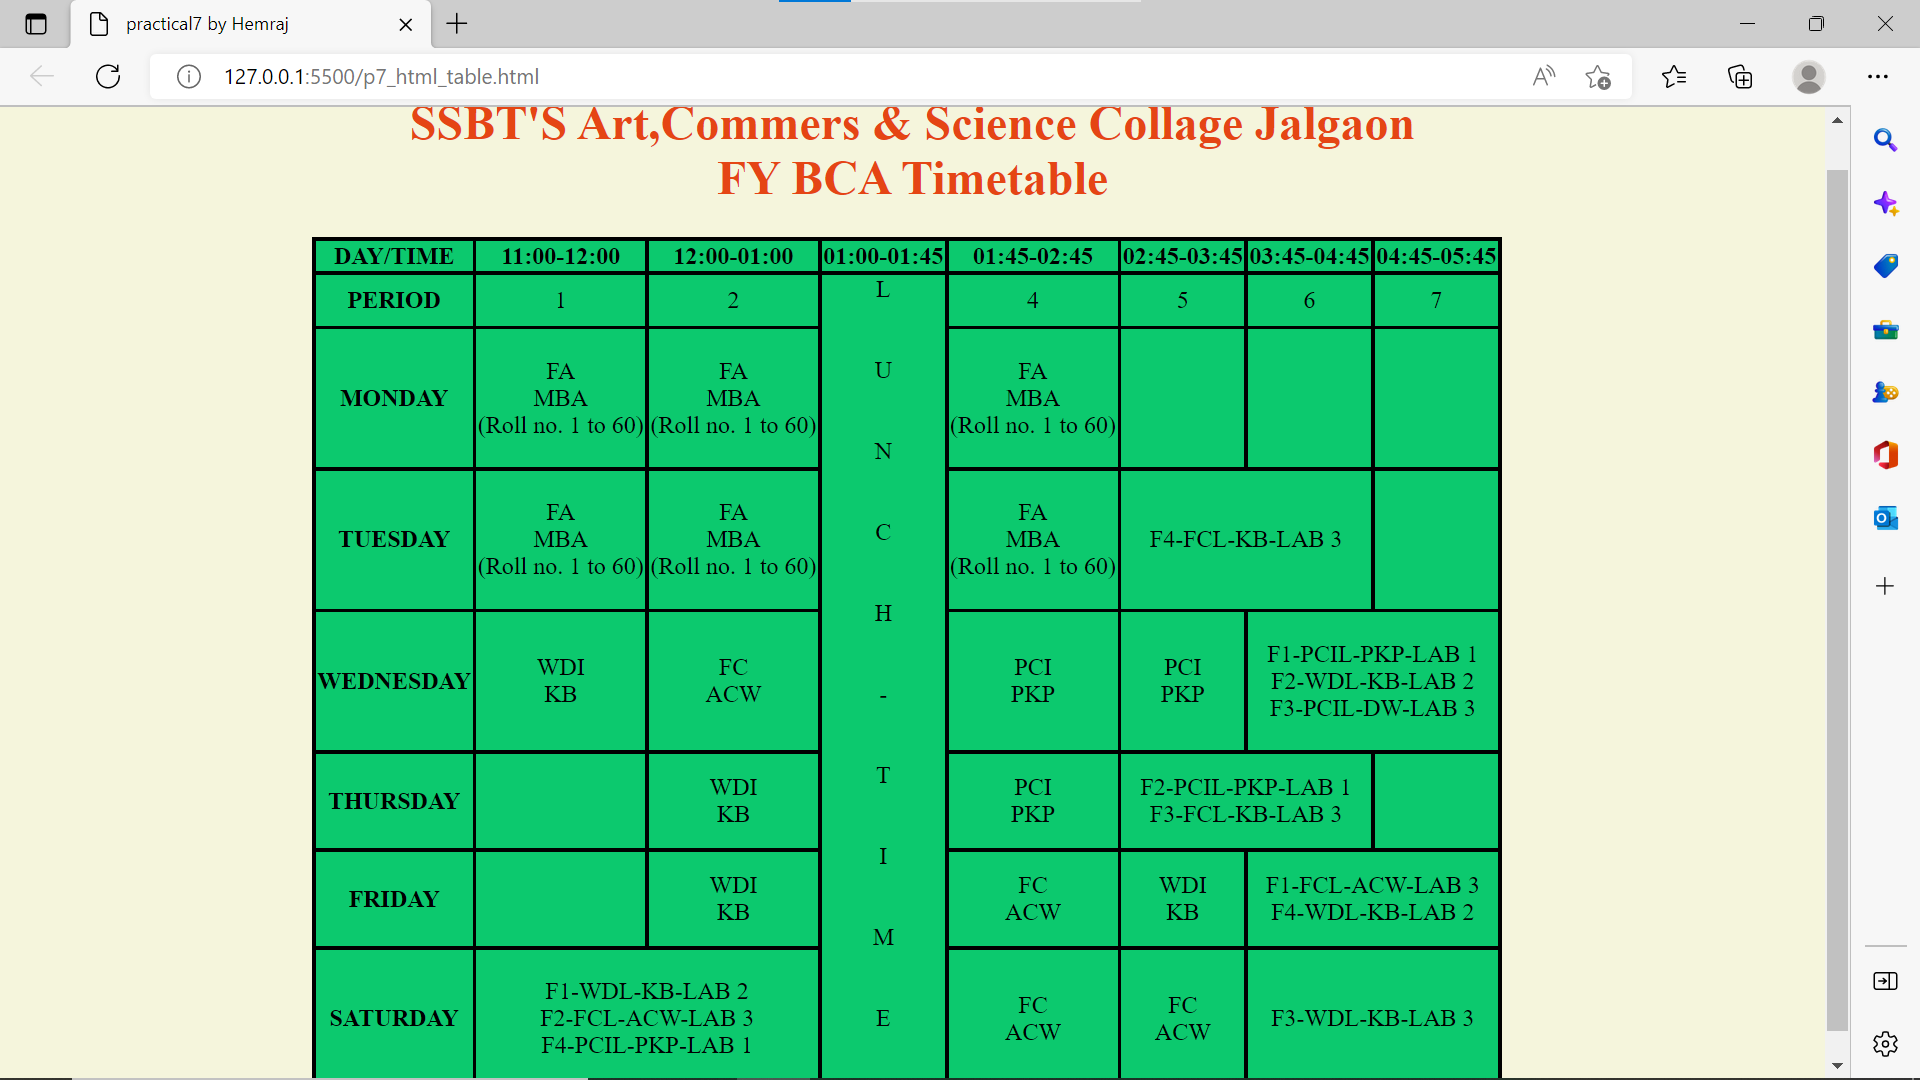 practical7 by Hemraj
127.0.0.1:5500/p7_html_table.html
SSBT'S Art,Commers & Science Collage Jalgaon
FY BCA Timetable
DAY/TIME 11:00-12:00 12:00-01:00 01:00-01:45 01:45-02:45 02:45-03:45 03:45-04:45 04:45-05:45
PERIOD 1 2 4 5 6 7
L
U
N
C
H
-
T
I
M
E
MONDAY
FA
MBA
(Roll no. 1 to 60)
FA
MBA
(Roll no. 1 to 60)
FA
MBA
(Roll no. 1 to 60)
TUESDAY
FA
MBA
(Roll no. 1 to 60)
FA
MBA
(Roll no. 1 to 60)
FA
MBA
(Roll no. 1 to 60)
F4-FCL-KB-LAB 3
WEDNESDAY
WDI
KB
FC
ACW
PCI
PKP
PCI
PKP
F1-PCIL-PKP-LAB 1
F2-WDL-KB-LAB 2
F3-PCIL-DW-LAB 3
THURSDAY
WDI
KB
PCI
PKP
F2-PCIL-PKP-LAB 1
F3-FCL-KB-LAB 3
FRIDAY
WDI
KB
FC
ACW
WDI
KB
F1-FCL-ACW-LAB 3
F4-WDL-KB-LAB 2
SATURDAY
F1-WDL-KB-LAB 2
F2-FCL-ACW-LAB 3
F4-PCIL-PKP-LAB 1
FC
ACW
FC
ACW
F3-WDL-KB-LAB 3